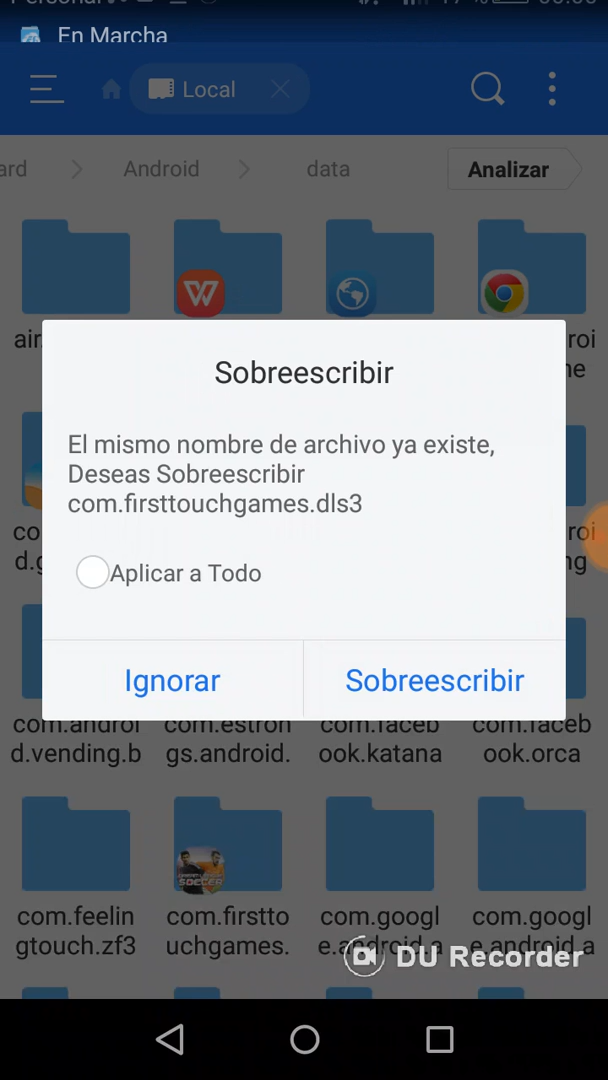 En Marcha
Local
ard
Android
data
Analizar
air.
roi
ne
Sobreescribir
El mismo nombre de archivo ya existe,
Deseas Sobreescribir
com.firsttouchgames.dls3
co
roi
d.g
ng
Aplicar a Todo
Ignorar
Sobreescribir
com.androi
d.vending.b
com.estron
gs.android.
com.faceb
ook.katana
com.faceb
ook.orca
SOCCER
com.feelin
gtouch.zf3
com.firstto
uchgames.
com.googl
e.android.a
com.googl
e.android.a
DU Recorder